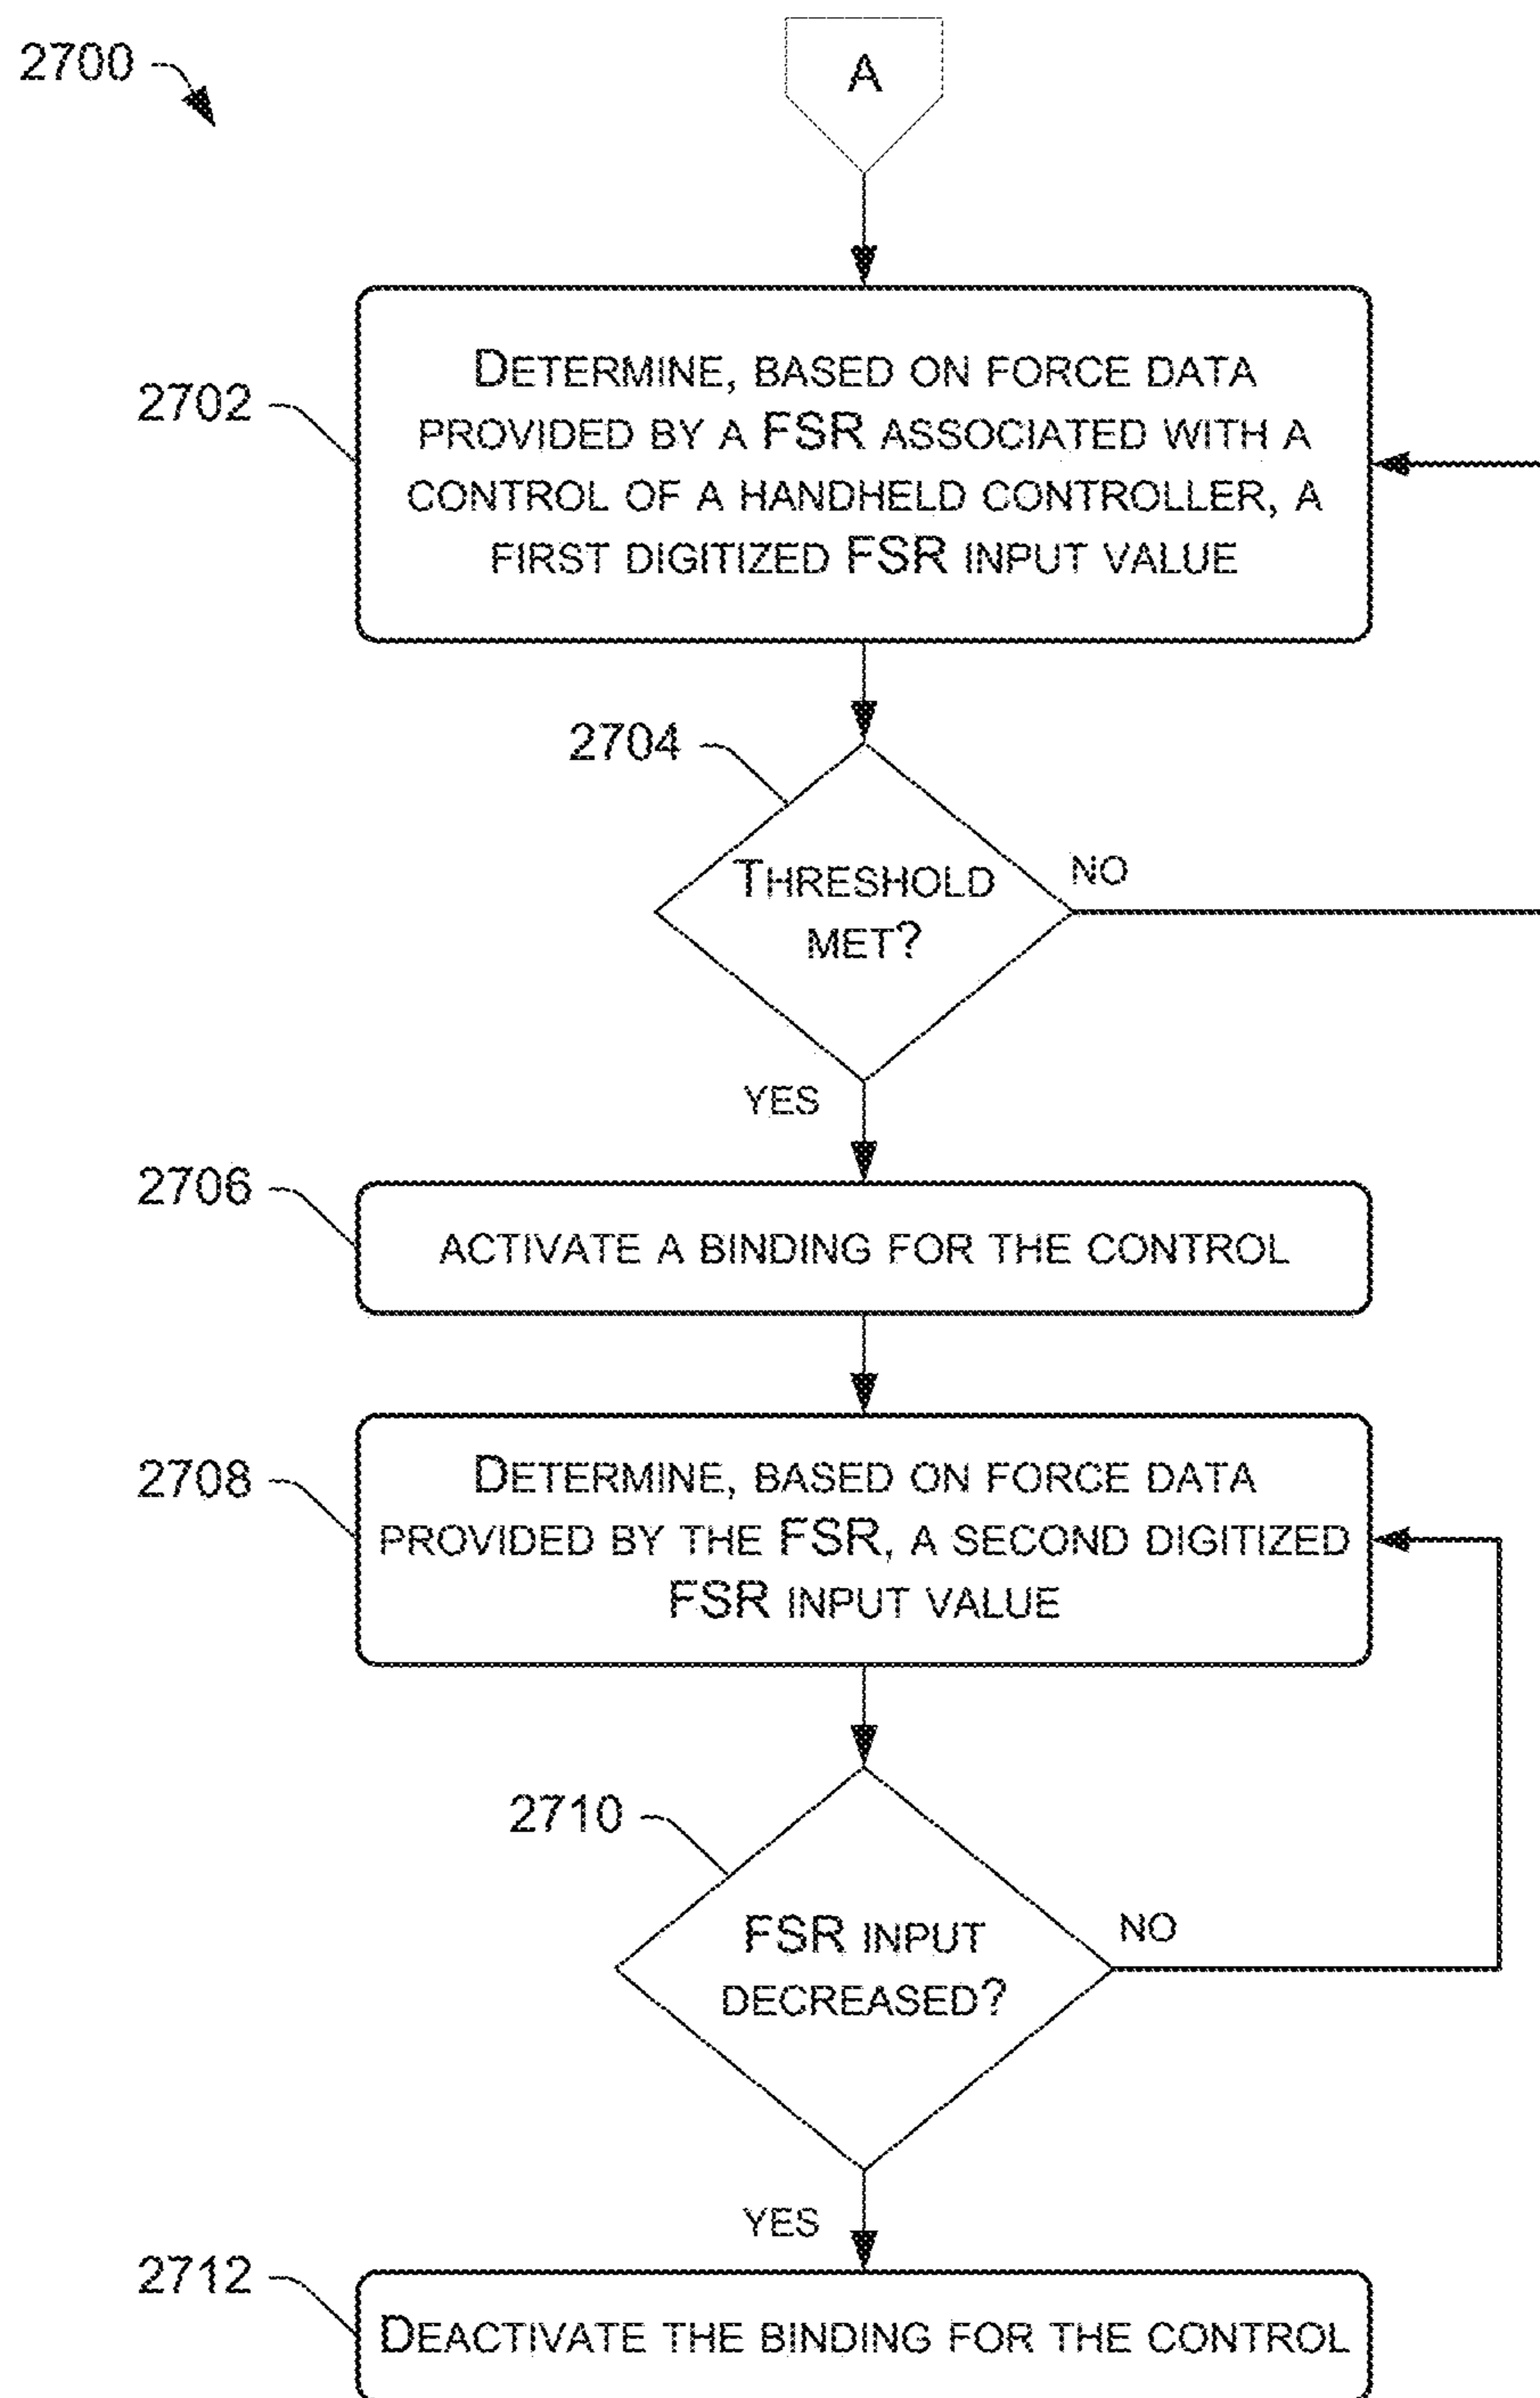 2700
A
2702
DETERMINE, BASED ON FORCE DATA
PROVIDED BY A FSR ASSOCIATED WITH A
CONTROL OF A HANDHELD CONTROLLER, A
FIRST DIGITIZED FSR INPUT VALUE
2704
THRESHOLD
MET?
NO
YES
2706
ACTIVATE A BINDING FOR THE CONTROL
2708
DETERMINE, BASED ON FORCE DATA
PROVIDED BY THE FSR, A SECOND DIGITIZED
FSR INPUT VALUE
2710
FSR INPUT
DECREASED?
NO
YES
2712
DEACTIVATE THE BINDING FOR THE CONTROL